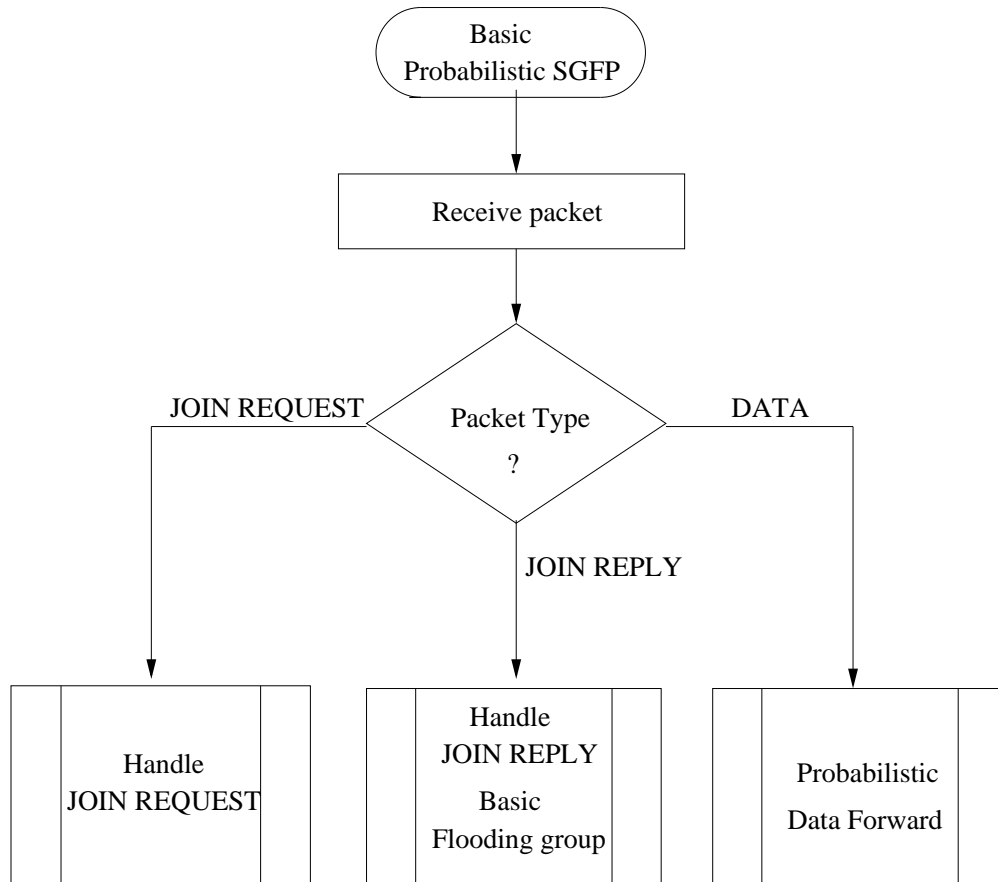 Basic
Probabilistic SGFP
Receive packet
JOIN REQUEST
Packet Type
?
DATA
JOIN REPLY
Handle
JOIN REQUEST
Handle
JOIN REPLY
Basic
Flooding group
Probabilistic
Data Forward